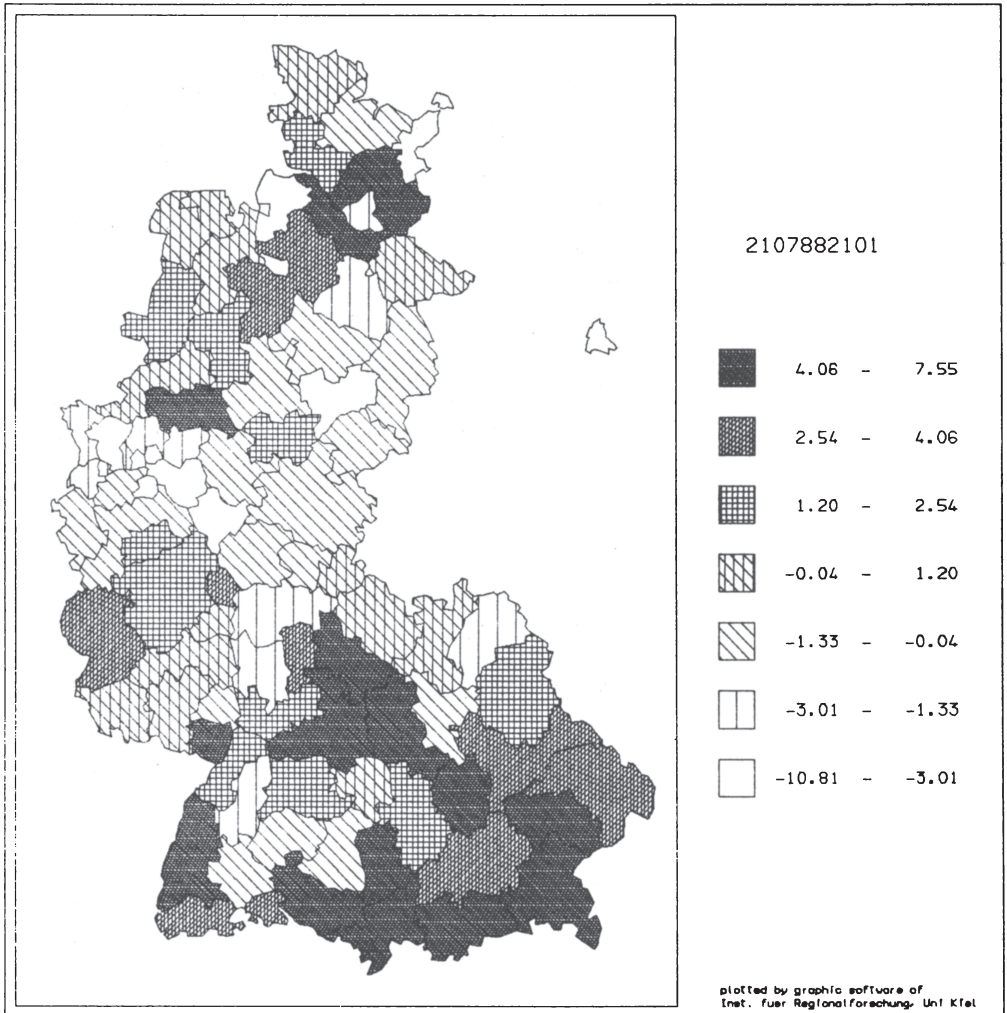 2107882101
4.06 - 7.55
2.54 - 4.06
1.20 - 2.54
-0.04 - 1.20
-1.33 - -0.04
-3.01 - -1.33
-10.81 - -3.01
plotted by graphic software of
Inst. fuer Regionalforschung, Uni Kiel